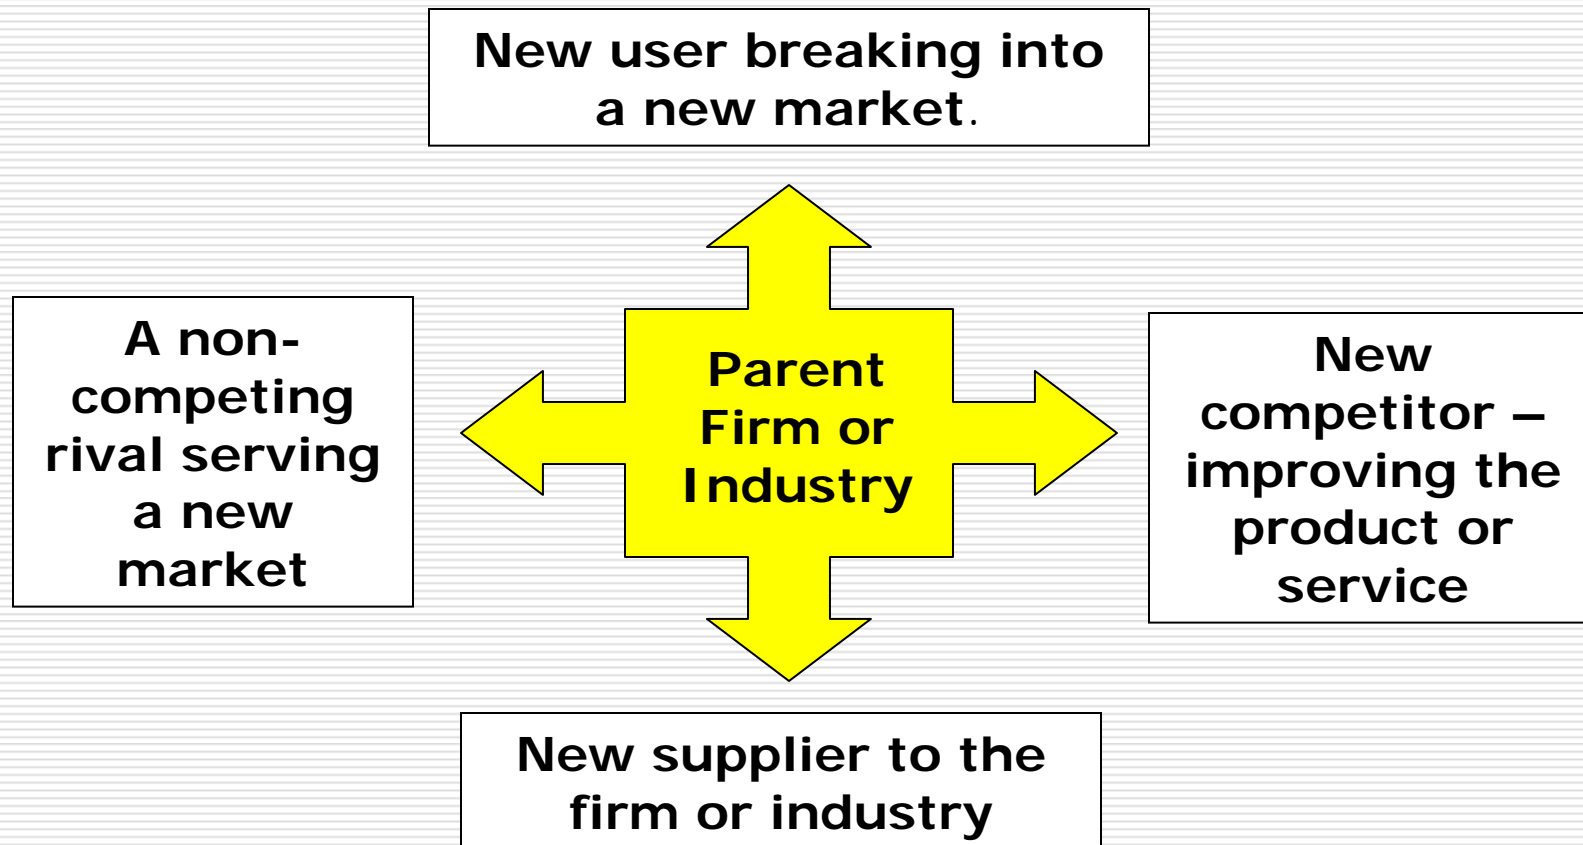 New user breaking into
a new market.
A non-
competing
rival serving
a new
market
Parent
Firm or
Industry
New
competitor –
improving the
product or
service
New supplier to the
firm or industry